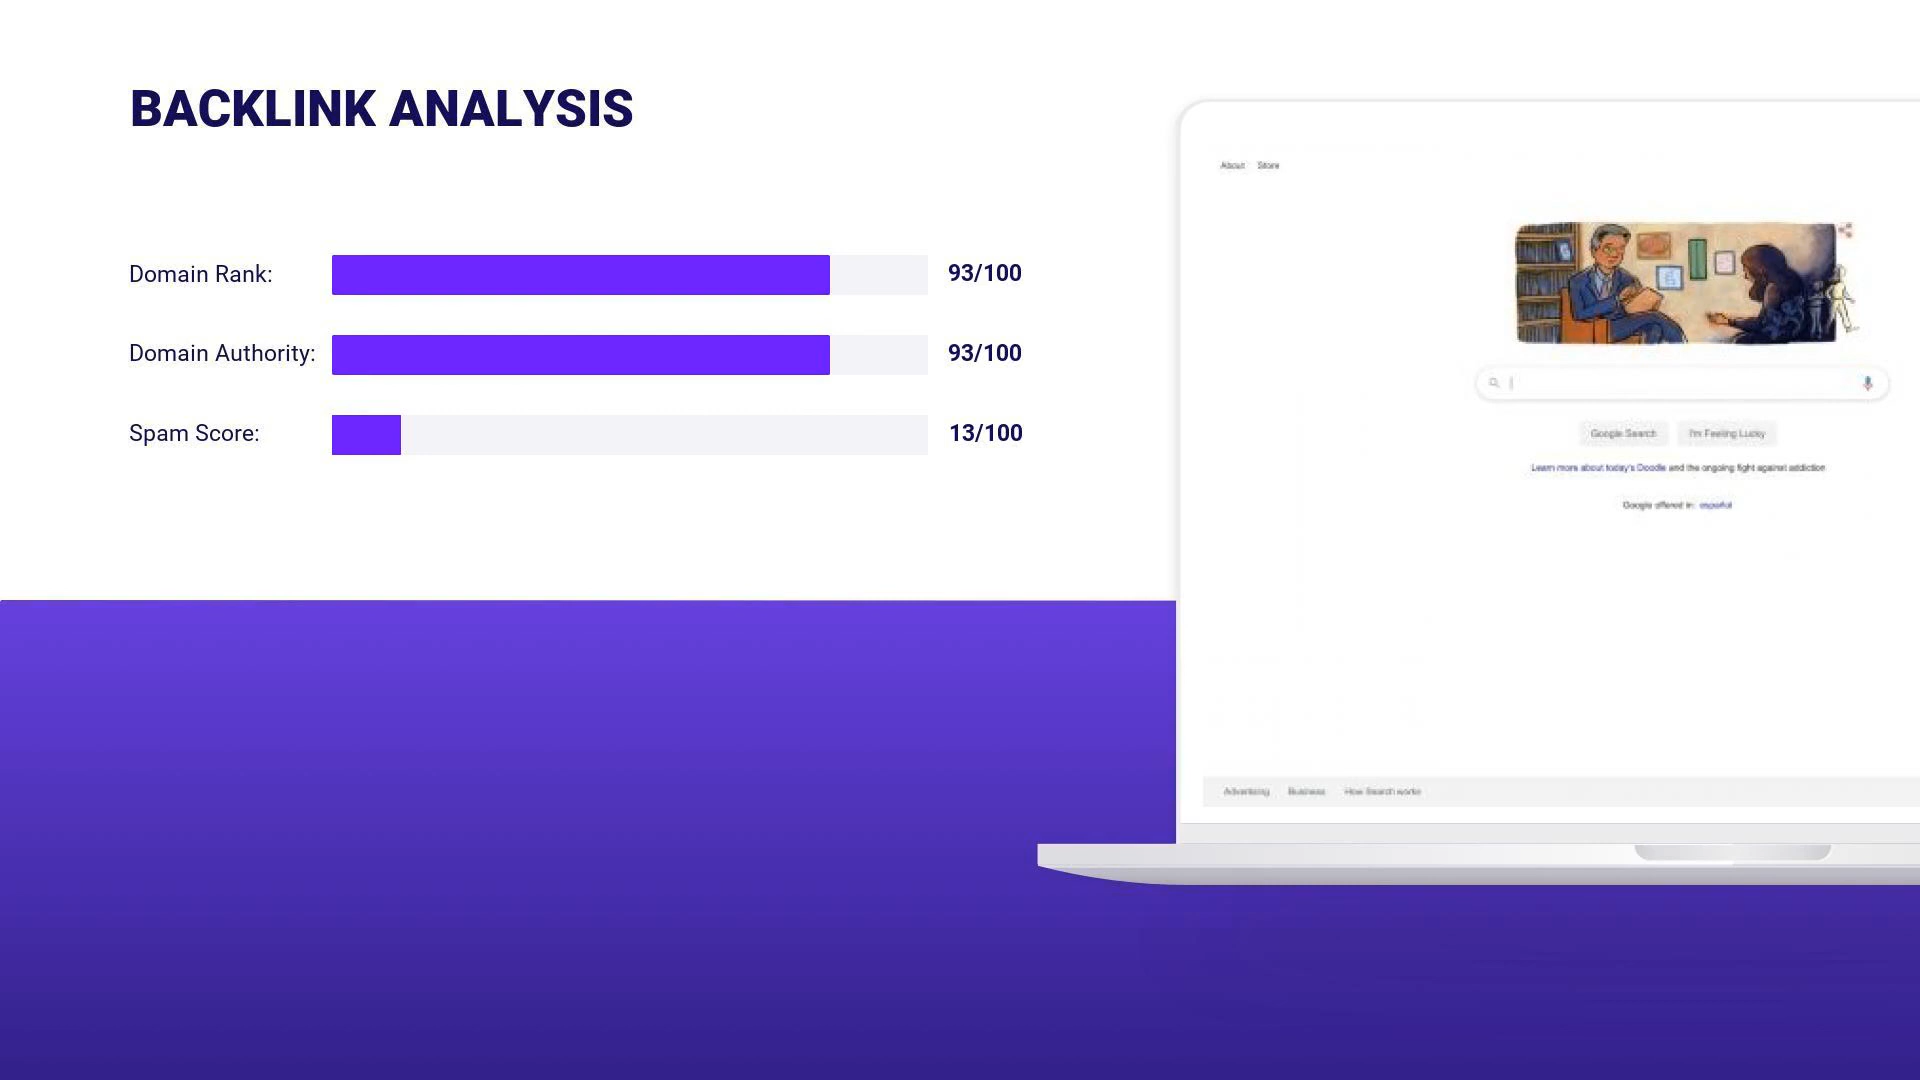 BACKLINK ANALYSIS
Domain Rank:
93/100
Domain Authority:
93/100
Spam Score:
13/100
About Store
Google Search I'm Feeling Lucky
Learn more about today's Doodle and the ongoing fight against addiction
Google offered in: español
Advertising Business How Search works